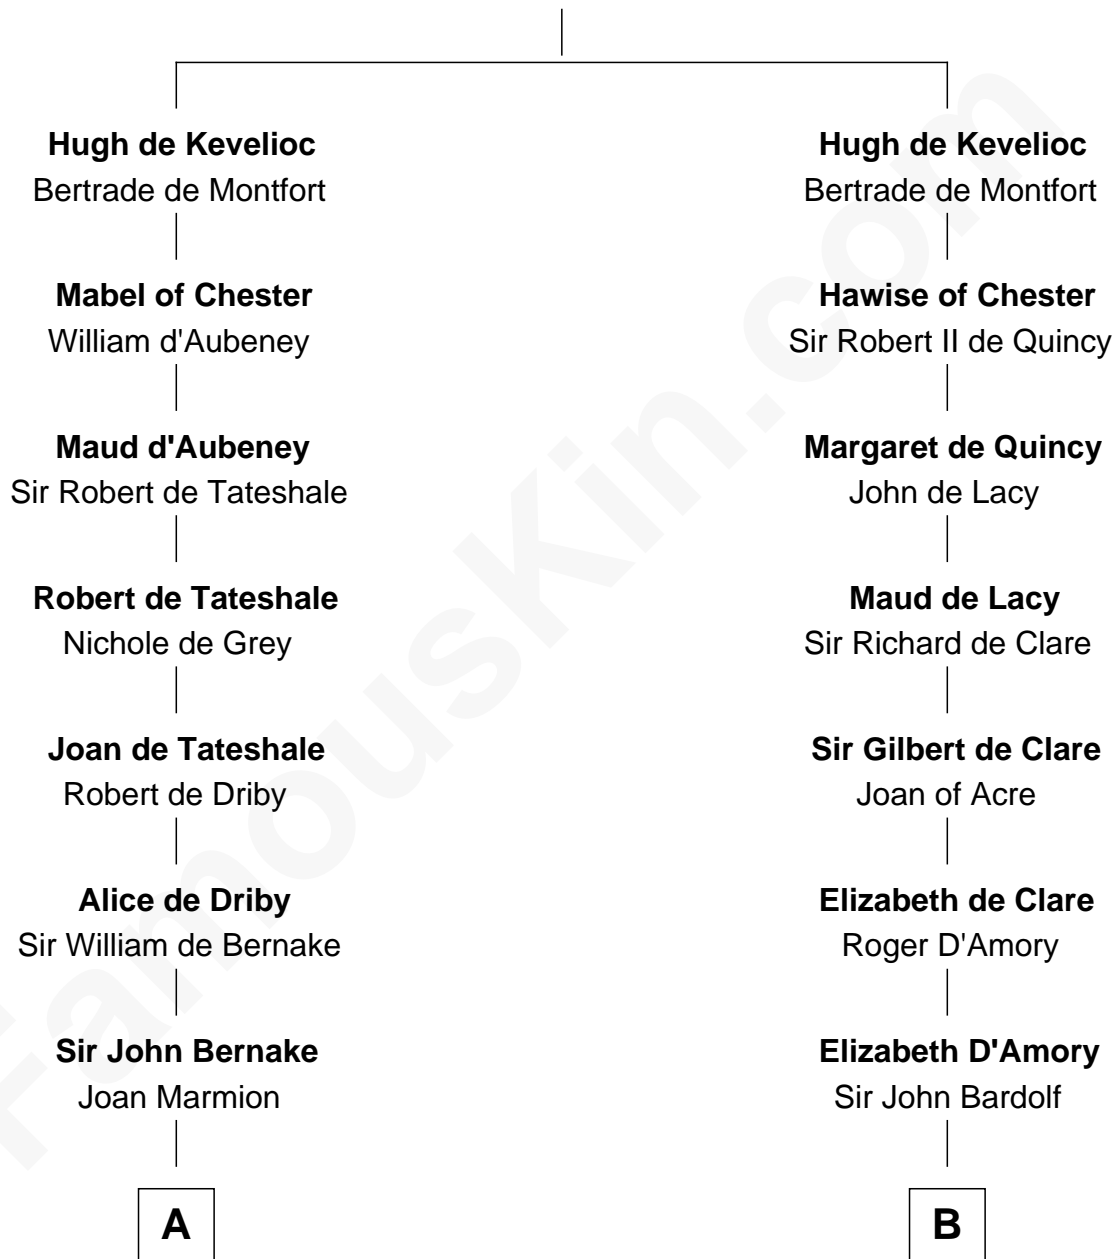 Hugh de Kevelioc
Bertrade de Montfort
Mabel of Chester
William d'Aubeney
Maud d'Aubeney
Sir Robert de Tateshale
Robert de Tateshale
Nichole de Grey
Joan de Tateshale
Robert de Driby
Alice de Driby
Sir William de Bernake
Sir John Bernake
Joan Marmion
A
Hugh de Kevelioc
Bertrade de Montfort
Hawise of Chester
Sir Robert II de Quincy
Margaret de Quincy
John de Lacy
Maud de Lacy
Sir Richard de Clare
Sir Gilbert de Clare
Joan of Acre
Elizabeth de Clare
Roger D'Amory
Elizabeth D'Amory
Sir John Bardolf
B
FamousKin.com